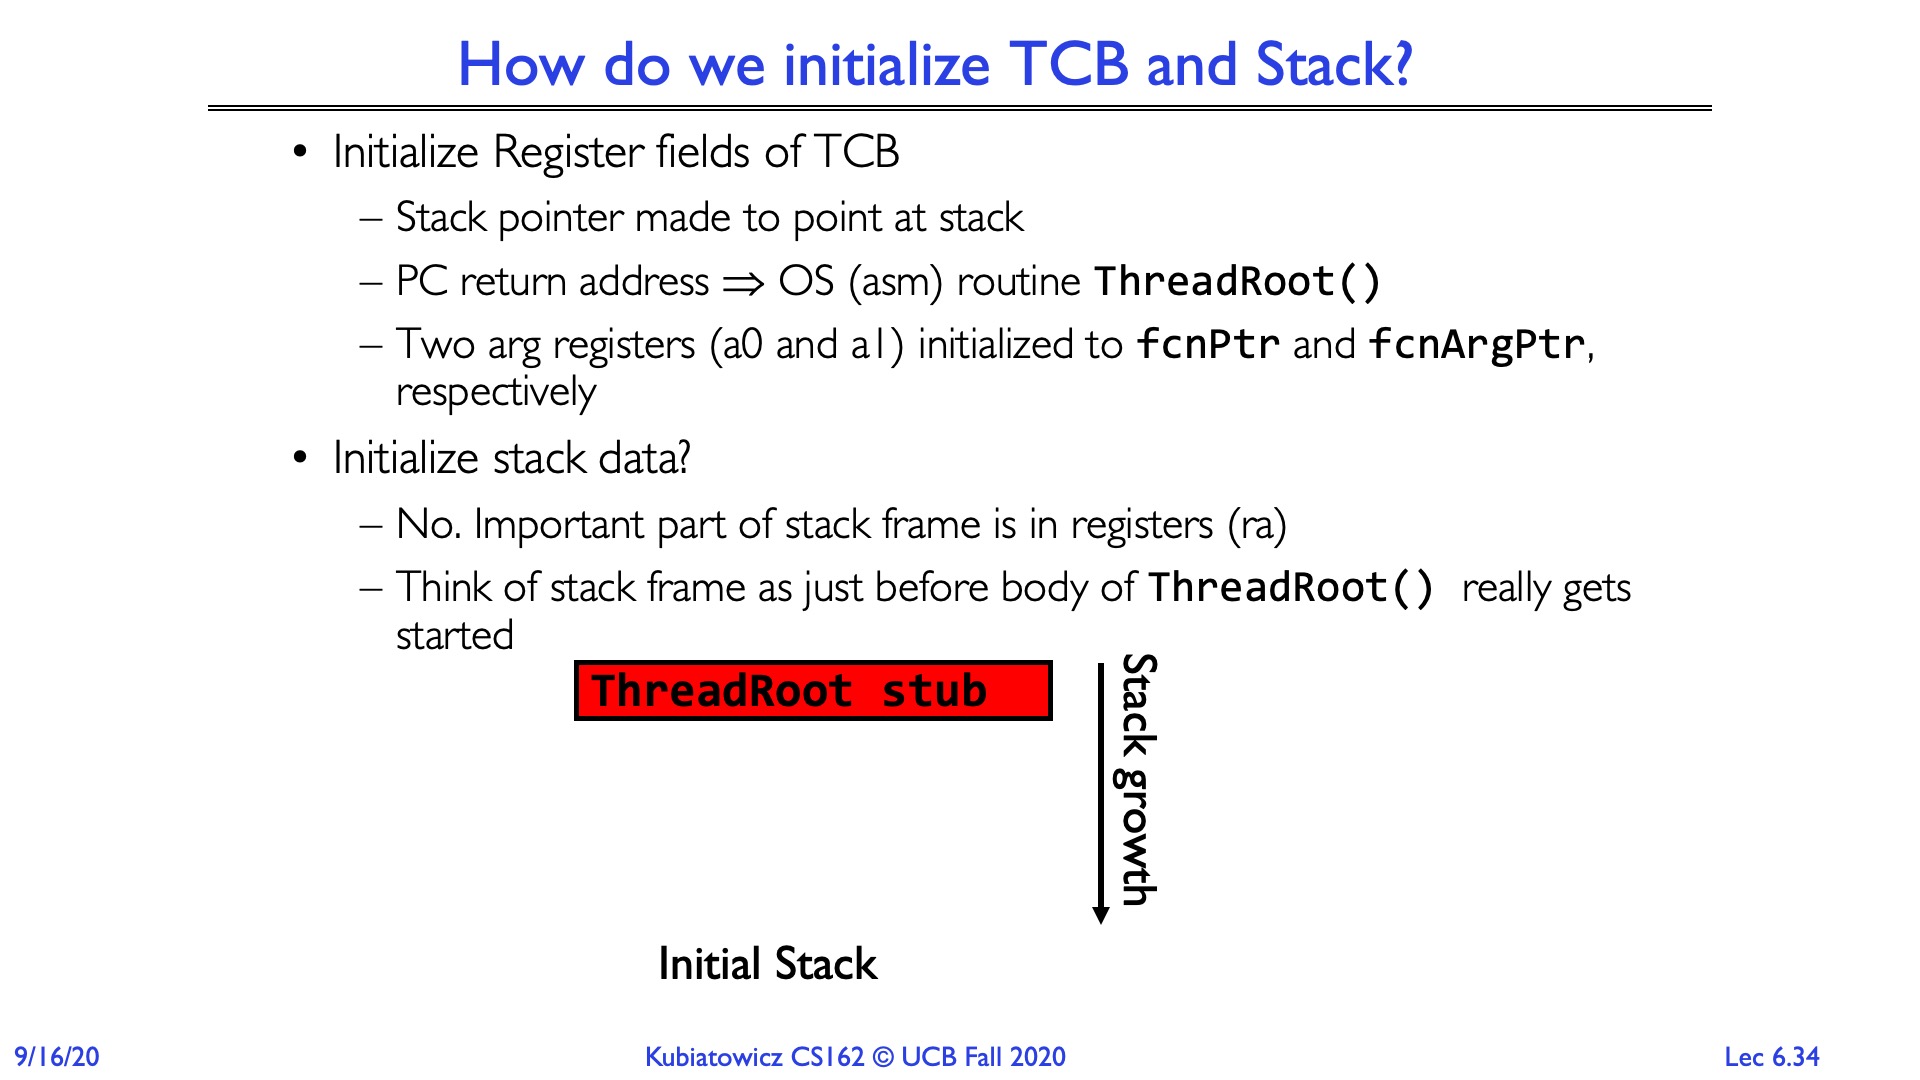 How do we initialize TCB and Stack?
• Initialize Register fields of TCB
– Stack pointer made to point at stack
– PC return address ⇒ OS (asm) routine ThreadRoot()
– Two arg registers (a0 and a1) initialized to fcnPtr and fcnArgPtr,
respectively
• Initialize stack data?
– No. Important part of stack frame is in registers (ra)
– Think of stack frame as just before body of ThreadRoot() really gets
started
ThreadRoot stub
Stack growth
Initial Stack
9/16/20
Kubiatowicz CS162 © UCB Fall 2020
Lec 6.34